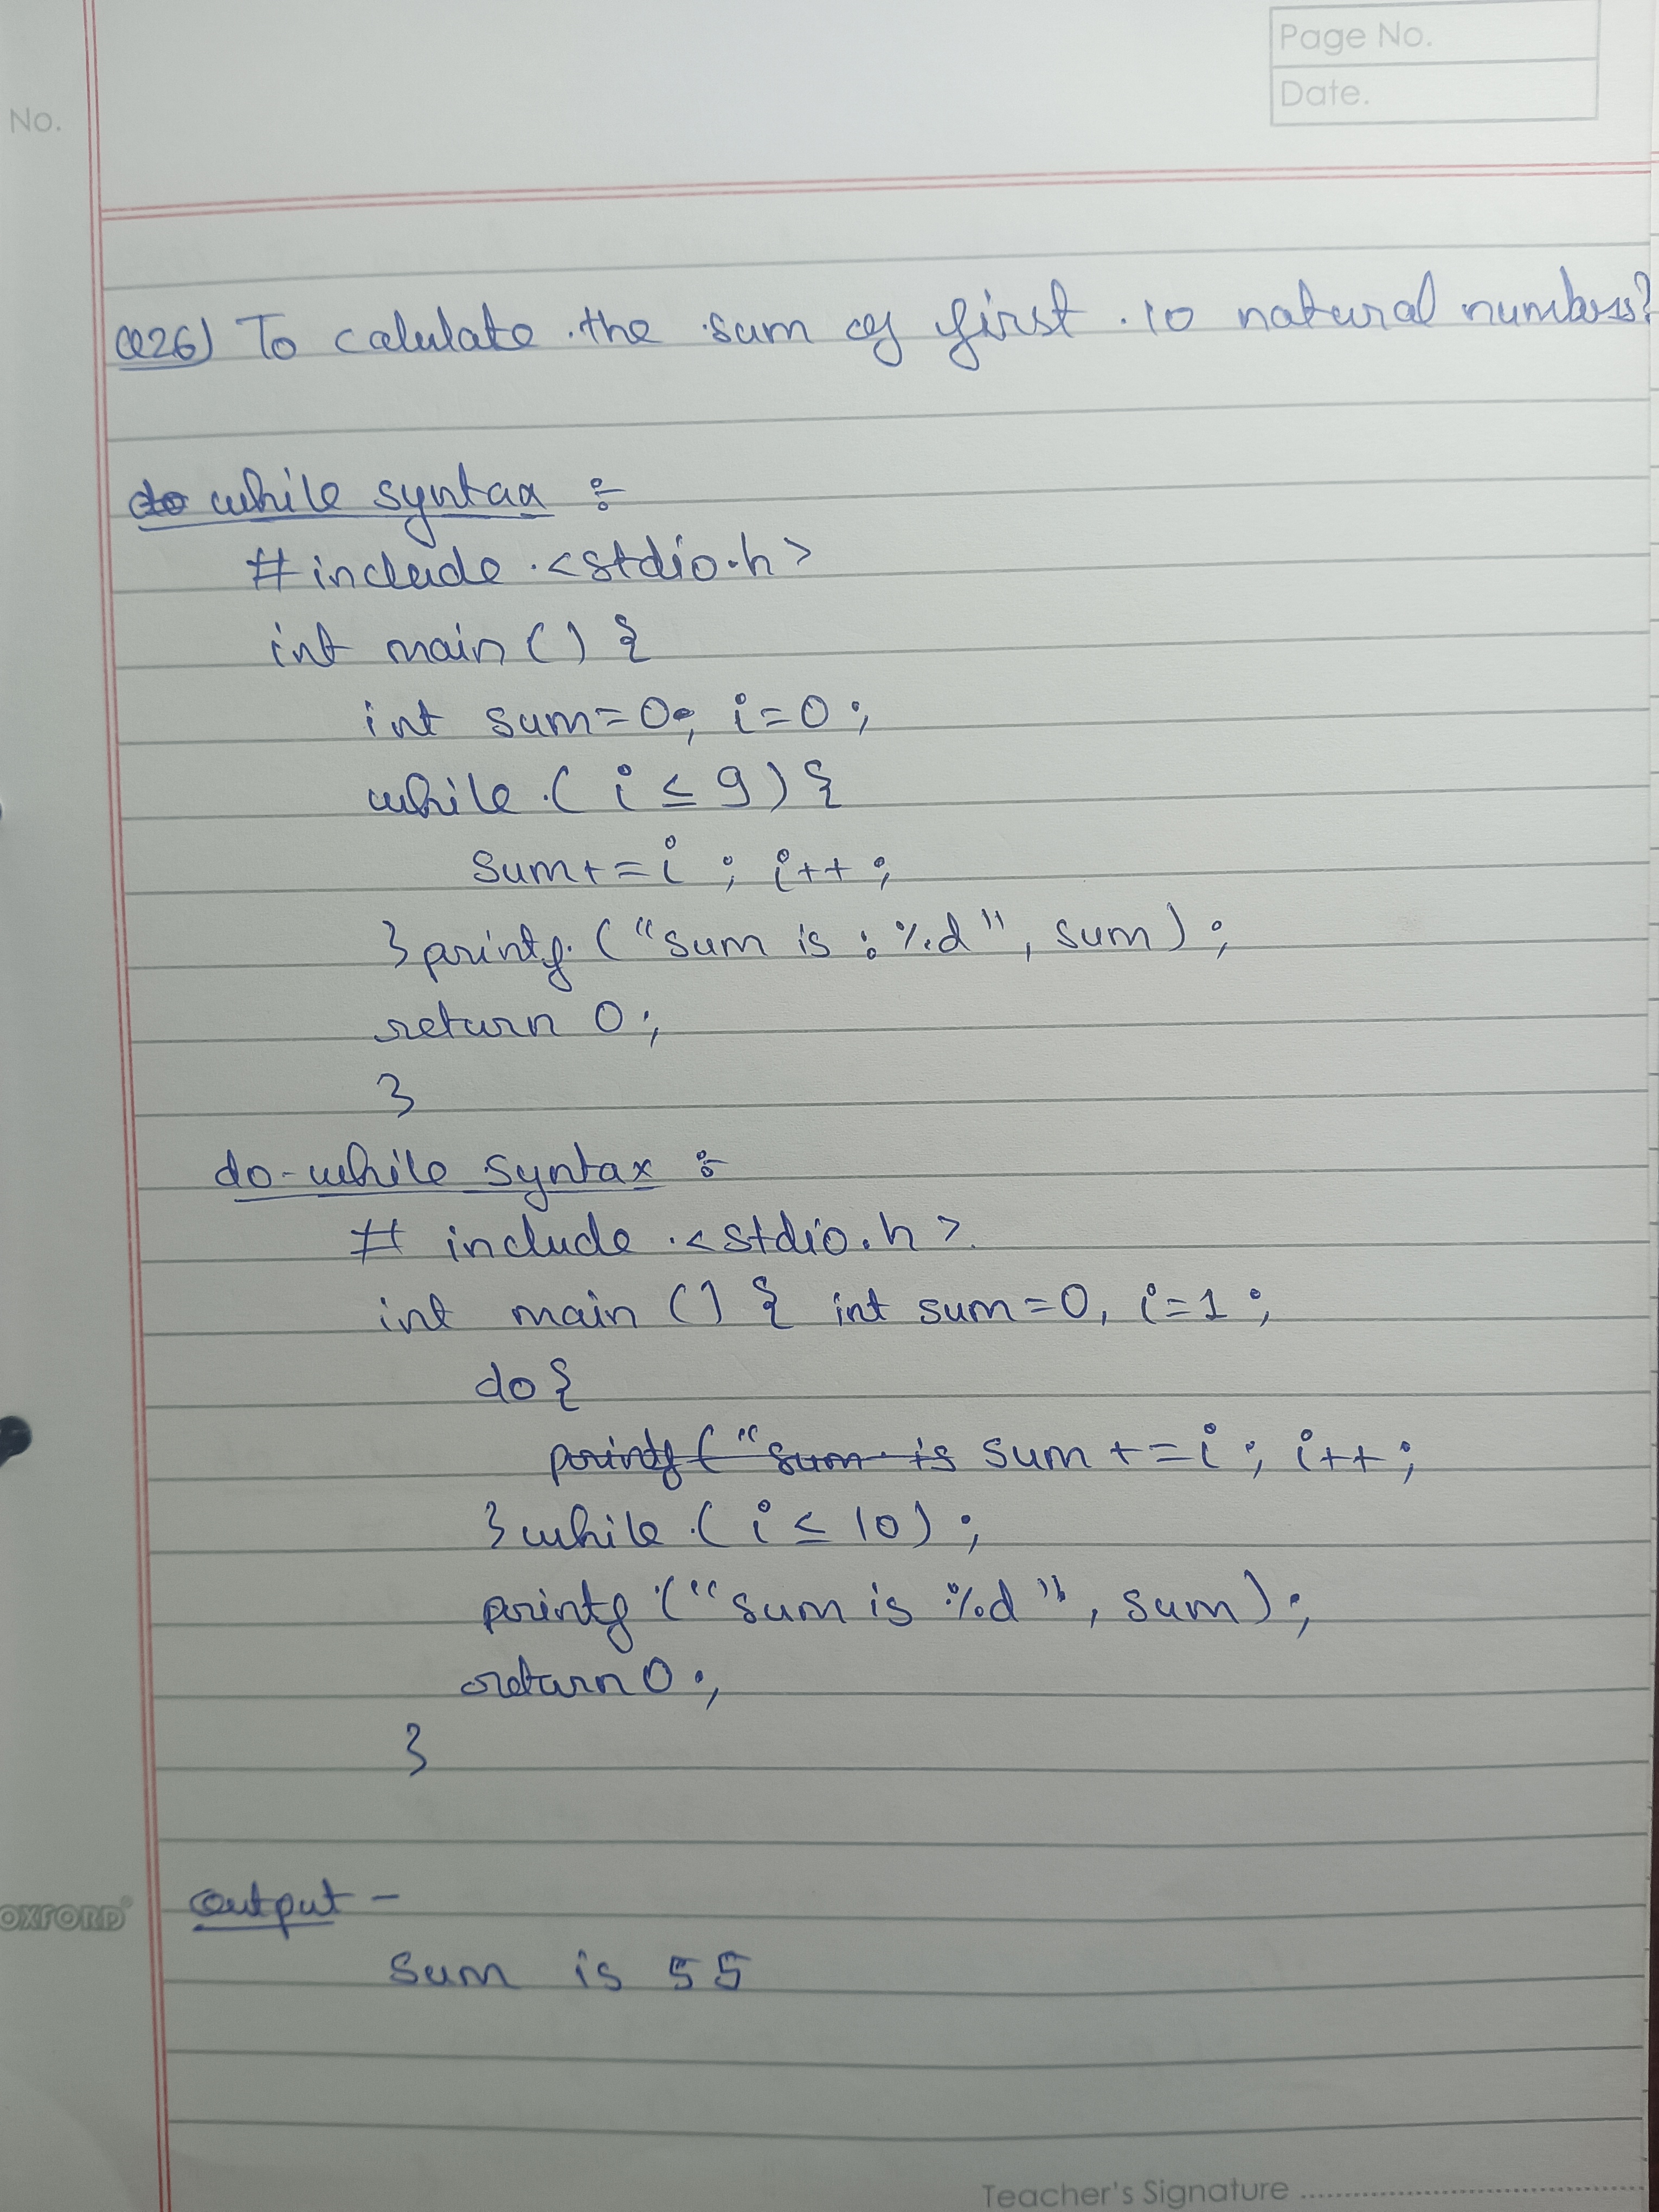 Page No.
Date.
No.
Q26) To calulate the sum of first 10 natural numbers?
do while syntax :-
#include <stdio.h>
int main () {
int sum=0; i=0;
while ( i ≤ 9) {
sum+=i ; i++ ;
} printf ("sum is : %d", sum) ;
return 0;
}
do-while syntax :-
# include <stdio.h>
int main () { int sum=0, i=1 ;
do {
printf ( "sum is sum +=i ; i++ ;
} while ( i ≤ 10) ;
printf ("sum is %d", sum) ;
return 0 ;
}
output -
sum is 55
OXFORD
Teacher's Signature